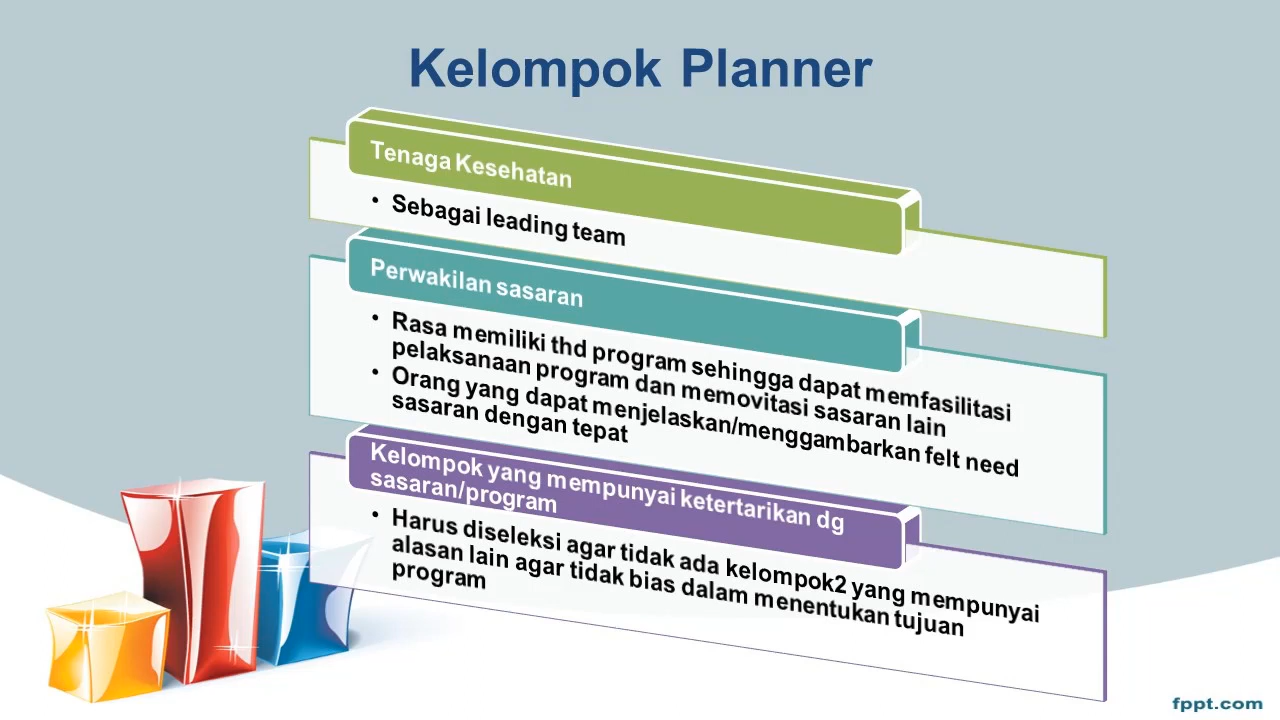 Kelompok Planner
Tenaga Kesehatan
• Sebagai leading team
Perwakilan sasaran
• Rasa memiliki thd program sehingga dapat memfasilitasi
pelaksanaan program dan memovitasi sasaran lain
• Orang yang dapat menjelaskan/menggambarkan felt need
sasaran dengan tepat
Kelompok yang mempunyai ketertarikan dg
sasaran/program
• Harus diseleksi agar tidak ada kelompok2 yang mempunyai
alasan lain agar tidak bias dalam menentukan tujuan
program
fppt.com